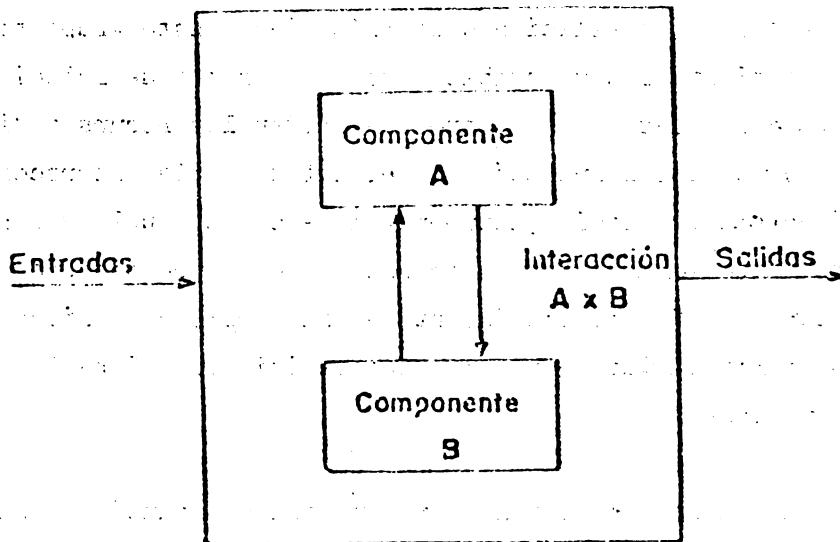 Componente
A
Entradas
Interacción
A x B
Salidas
Componente
B